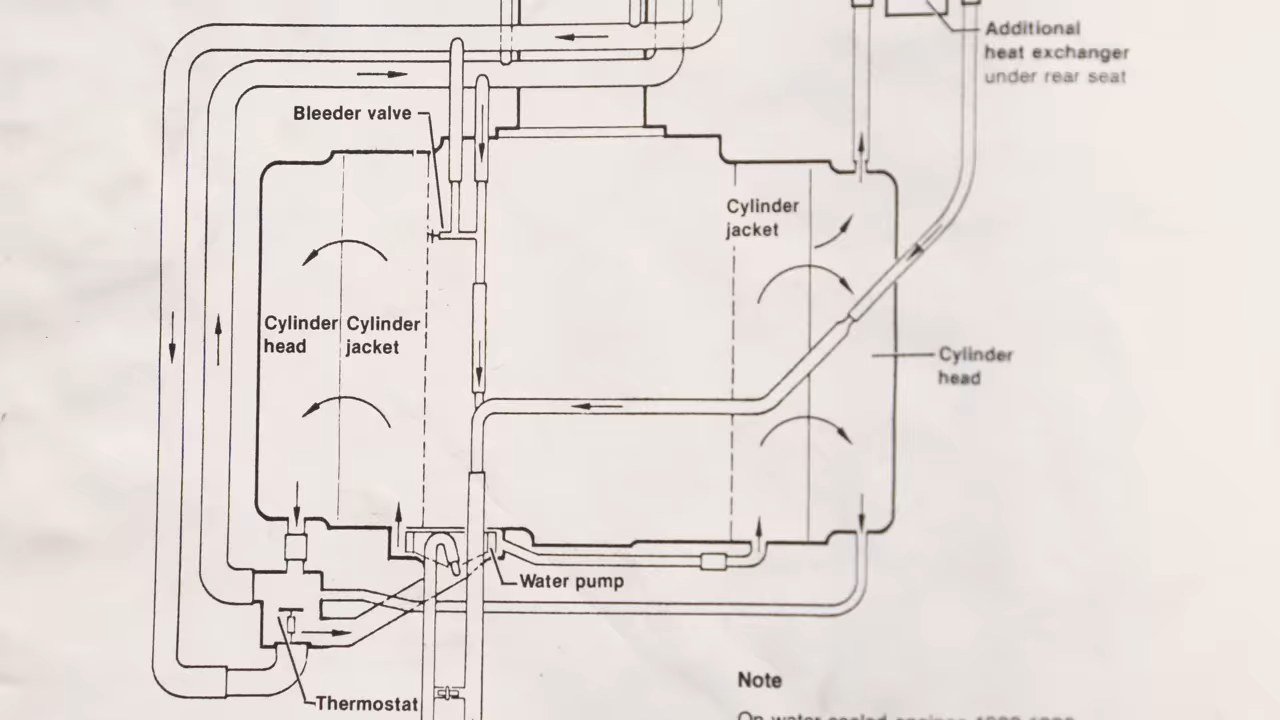 Additional
heat exchanger
under rear seat
Bleeder valve
Cylinder
jacket
Cylinder
head
Cylinder
jacket
Cylinder
head
Water pump
Thermostat
Note